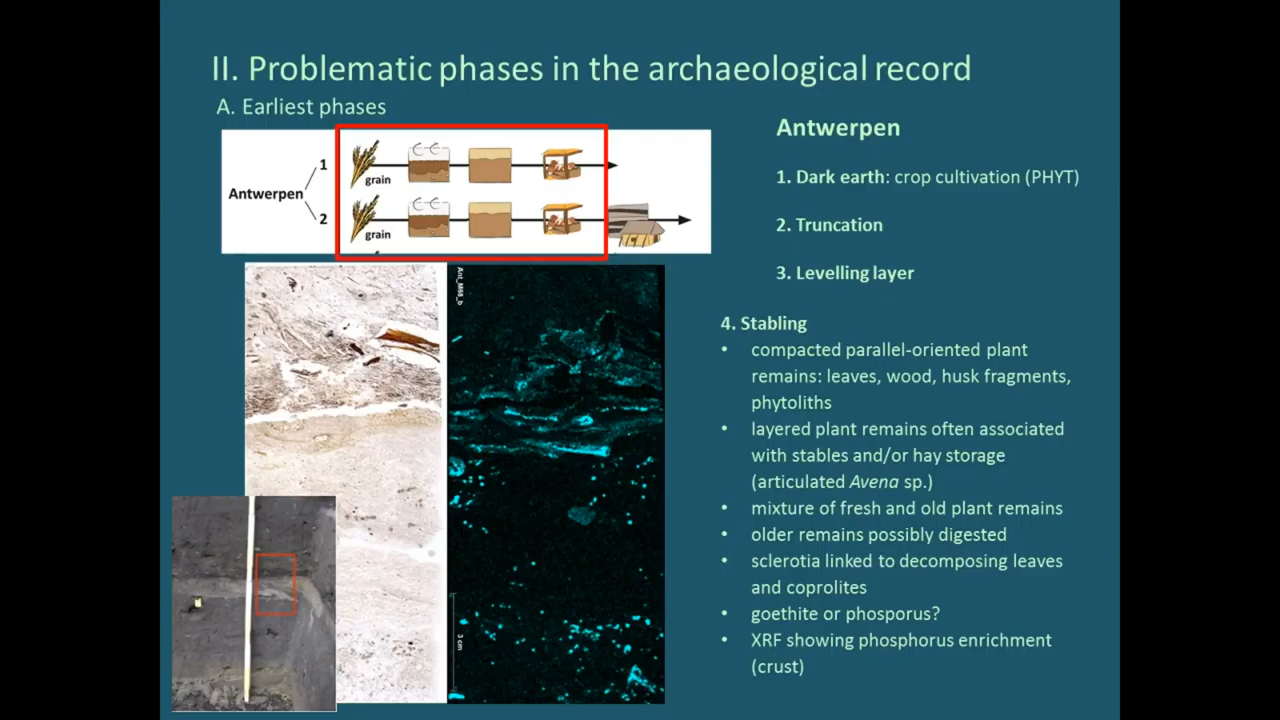 II. Problematic phases in the archaeological record
A. Earliest phases
Antwerpen
1
grain
2
grain
Ant_M68_b
3 cm
Antwerpen
1. Dark earth: crop cultivation (PHYT)
2. Truncation
3. Levelling layer
4. Stabling
• compacted parallel-oriented plant
remains: leaves, wood, husk fragments,
phytoliths
• layered plant remains often associated
with stables and/or hay storage
(articulated Avena sp.)
• mixture of fresh and old plant remains
• older remains possibly digested
• sclerotia linked to decomposing leaves
and coprolites
• goethite or phosporus?
• XRF showing phosphorus enrichment
(crust)